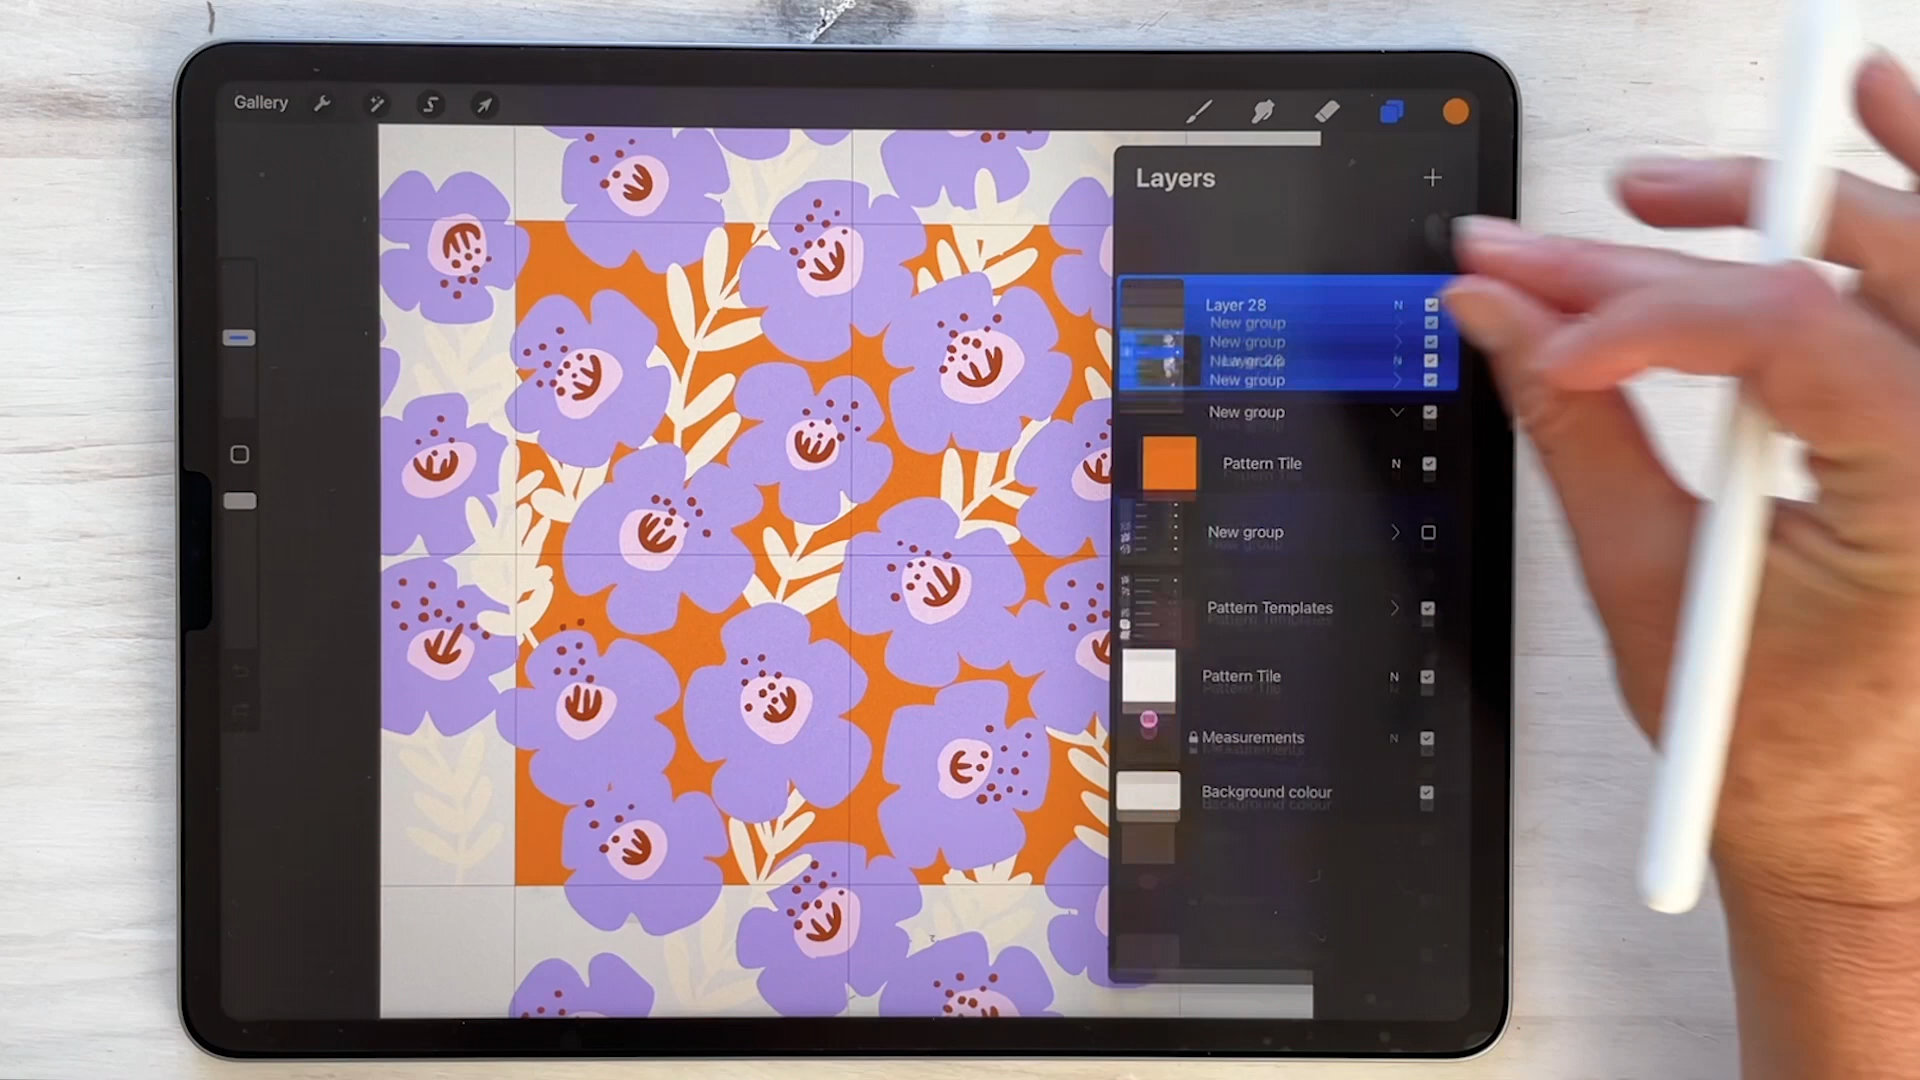 Gallery
Layers
Layer 28 N
New group
New group
New group
New group
Pattern Tile N
New group
Pattern Templates
Pattern Tile N
Measurements N
Background colour